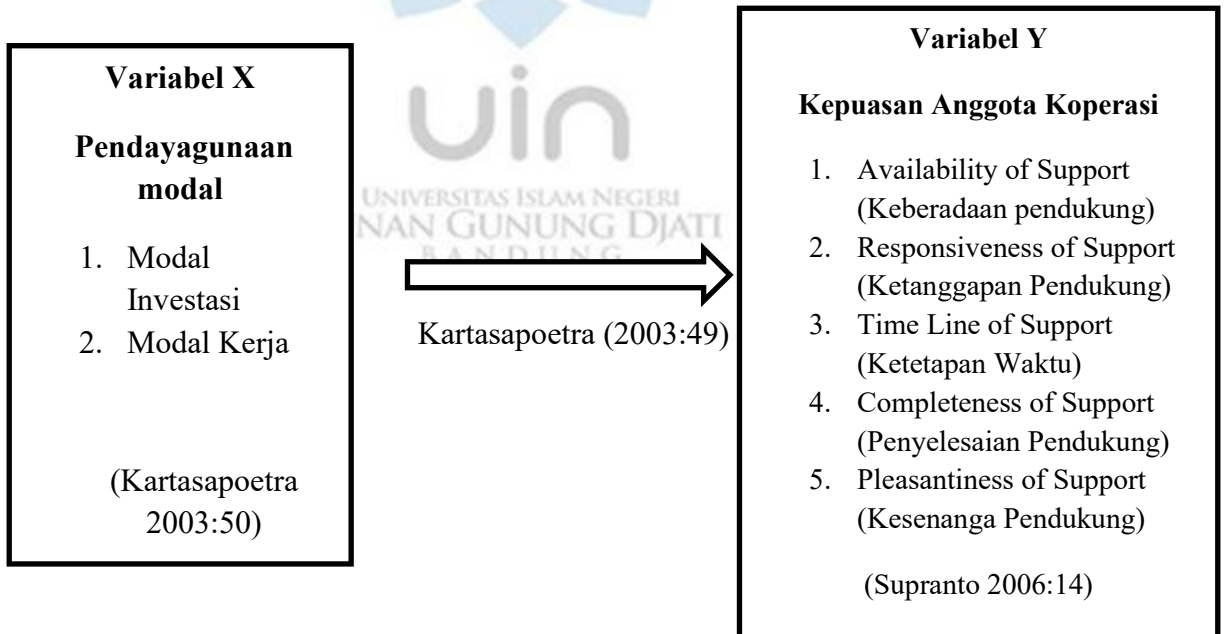 Variabel X
Pendayagunaan
modal
1. Modal
Investasi
2. Modal Kerja
(Kartasapoetra
2003:50)
uin
UNIVERSITAS ISLAM NEGERI
NAN GUNUNG DJATI
BANDUNG
Kartasapoetra (2003:49)
Variabel Y
Kepuasan Anggota Koperasi
1. Availability of Support
(Keberadaan pendukung)
2. Responsiveness of Support
(Ketanggapan Pendukung)
3. Time Line of Support
(Ketetapan Waktu)
4. Completeness of Support
(Penyelesaian Pendukung)
5. Pleasantiness of Support
(Kesenanga Pendukung)
(Supranto 2006:14)